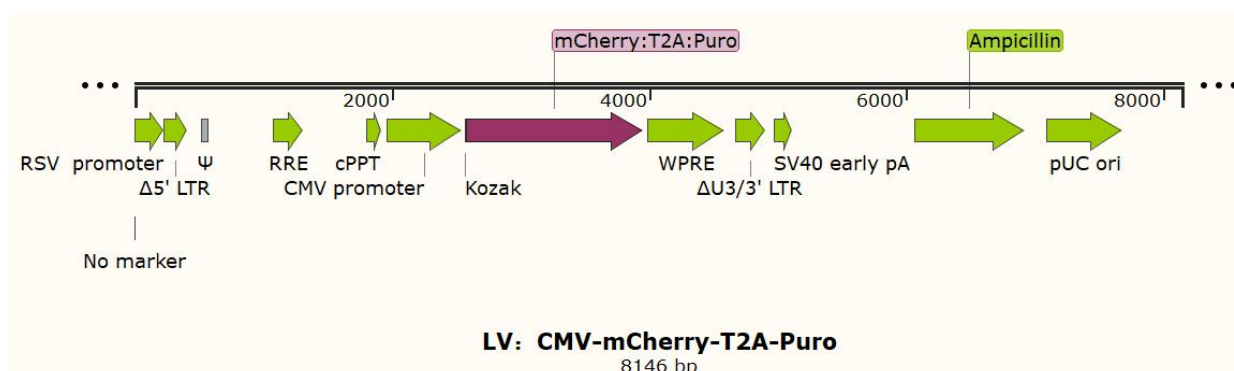 mCherry:T2A:Puro Ampicillin
2000 4000 6000 8000
RSV promoter Ψ RRE cPPT WPRE SV40 early pA pUC ori
Δ5' LTR CMV promoter Kozak ΔU3/3' LTR
No marker
LV: CMV-mCherry-T2A-Puro
8146 bp